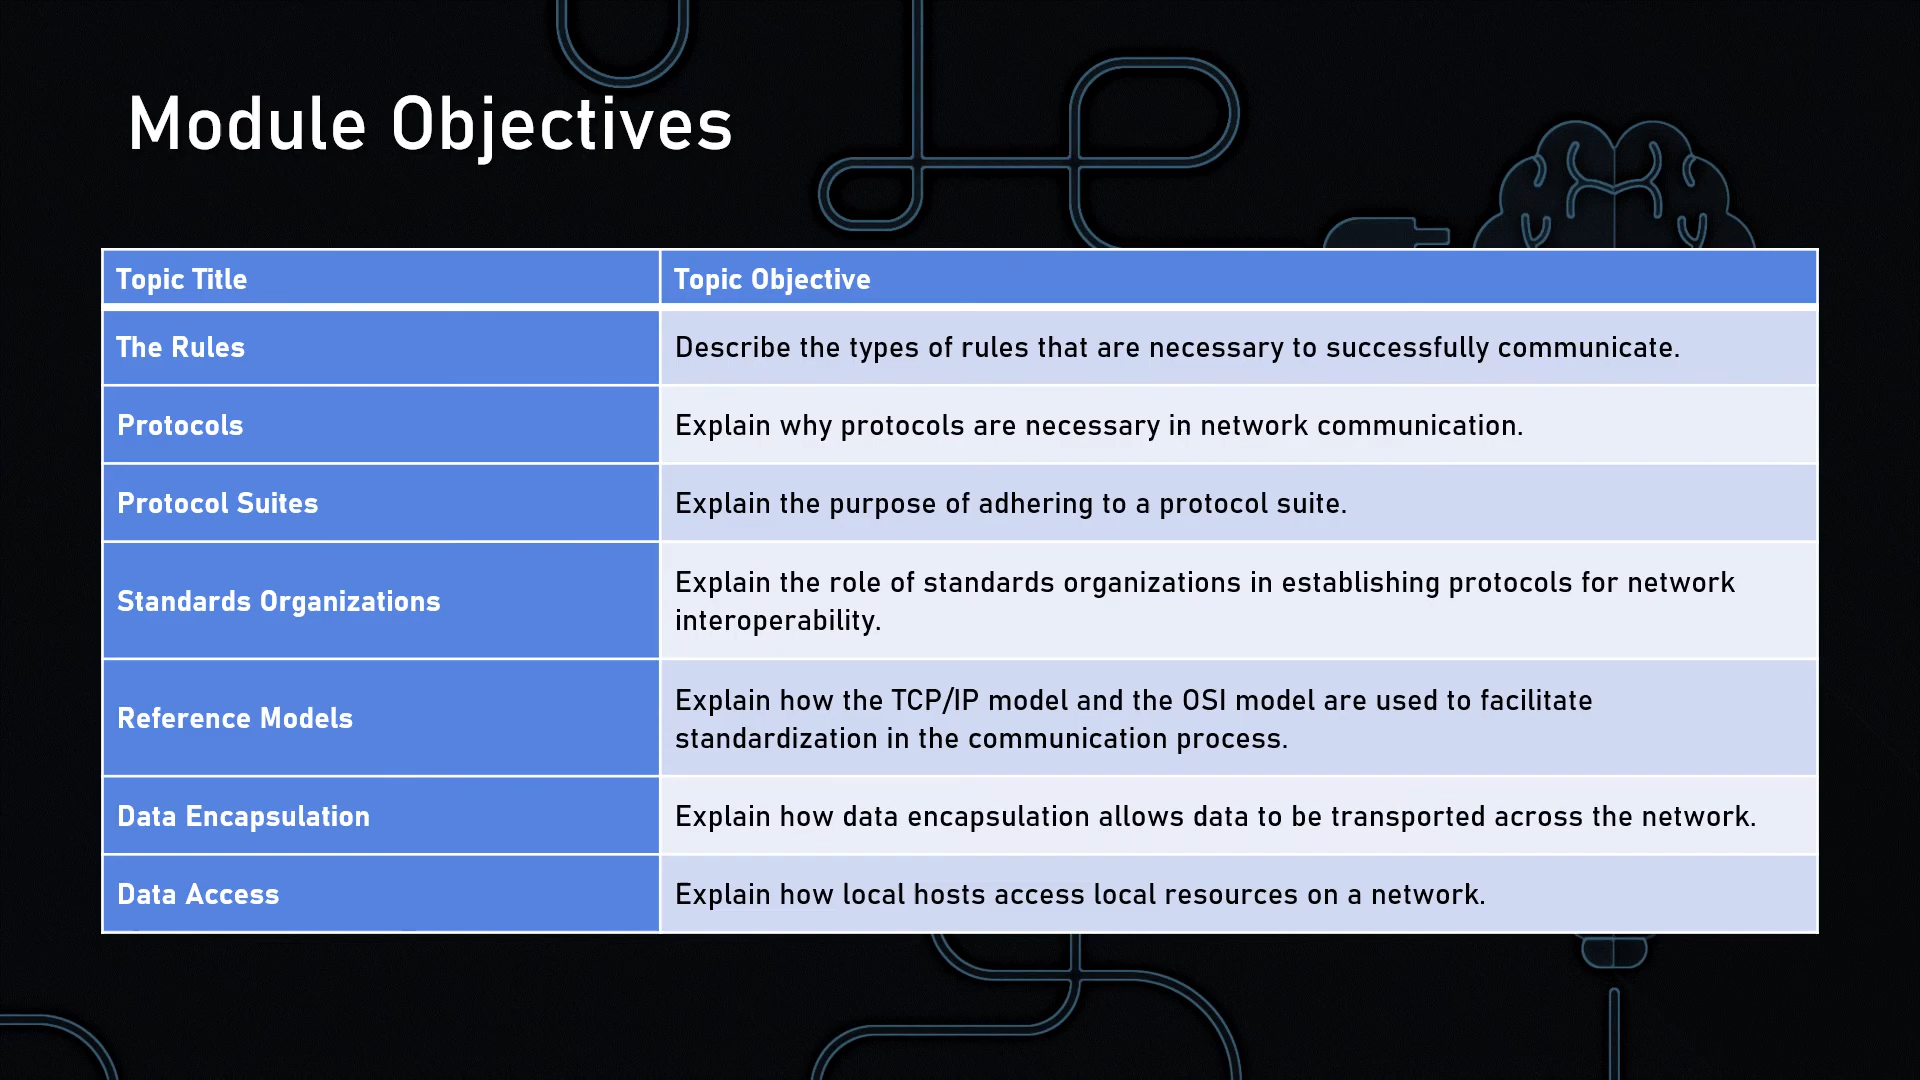 Module Objectives
Topic Title
Topic Objective
The Rules
Describe the types of rules that are necessary to successfully communicate.
Protocols
Explain why protocols are necessary in network communication.
Protocol Suites
Explain the purpose of adhering to a protocol suite.
Standards Organizations
Explain the role of standards organizations in establishing protocols for network
interoperability.
Reference Models
Explain how the TCP/IP model and the OSI model are used to facilitate
standardization in the communication process.
Data Encapsulation
Explain how data encapsulation allows data to be transported across the network.
Data Access
Explain how local hosts access local resources on a network.